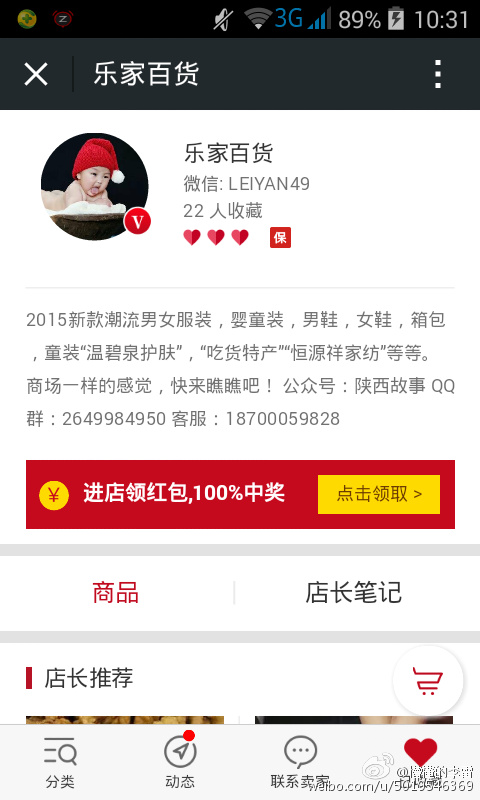 3G 89% 10:31
乐家百货
乐家百货
微信: LEIYAN49
22 人收藏
保
V
2015新款潮流男女服装，婴童装，男鞋，女鞋，箱包
，童装“温碧泉护肤”，“吃货特产”“恒源祥家纺”等等。
商场一样的感觉，快来瞧瞧吧！ 公众号：陕西故事 QQ
群：2649984950 客服：18700059828
¥ 进店领红包,100%中奖 点击领取 >
商品 店长笔记
店长推荐
分类 动态 联系卖家
weibo.com/u/5019546369